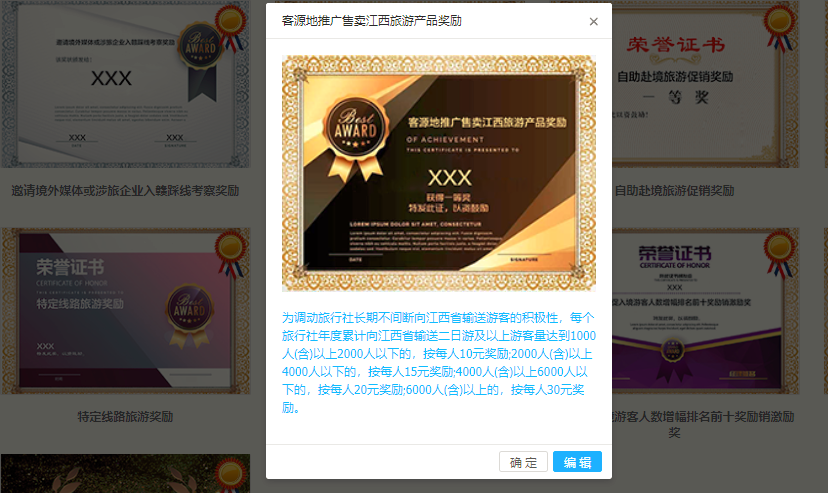 客源地推广售卖江西旅游产品奖励
×
邀请境外媒体或涉旅企业入赣踩线考察奖励
Best
AWARD
XXX
XXX
DATE
XXX
SIGNATURE
邀请境外媒体或涉旅企业入赣踩线考察奖励
Best
AWARD
客源地推广售卖江西旅游产品奖励
OF ACHIEVEMENT
THIS CERTIFICATE IS PRESENTED TO
XXX
获得一等奖
特发此证，以资鼓励
LOREM IPSUM DOLOR SIT AMET, CONSECTETUR
DATE
SIGNATURE
荣誉证书
自助赴境旅游促销奖励
一 等 奖
自助赴境旅游促销奖励
荣誉证书
CERTIFICATE OF HONOR
THIS CERTIFICATE IS PRESENTED TO
特定线路旅游奖励
Best
AWARD
XXX
特定线路旅游奖励
为调动旅行社长期不间断向江西省输送游客的积极性，每个
旅行社年度累计向江西省输送二日游及以上游客量达到1000
人(含)以上2000人以下的，按每人10元奖励;2000人(含)以上
4000人以下的，按每人15元奖励;4000人(含)以上6000人以
下的，按每人20元奖励;6000人(含)以上的，按每人30元奖
励。
荣誉证书
CERTIFICATE OF HONOR
XXX
入境游客人数增幅排名前十奖励销激励奖
游客人数增幅排名前十奖励销激励
奖
确 定
编 辑